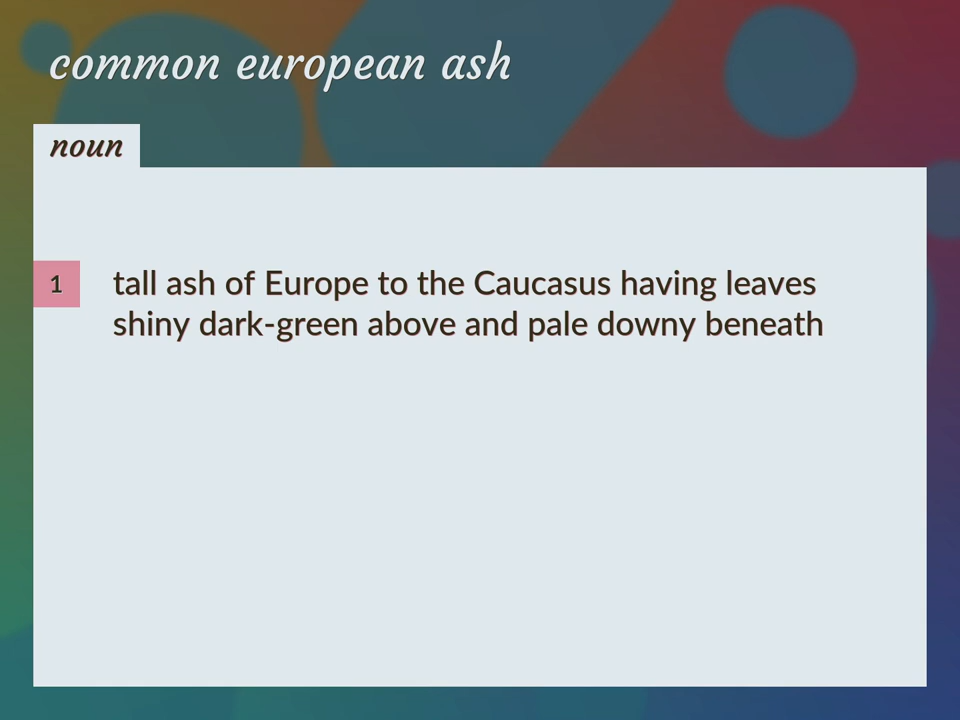 common european ash
noun
1
tall ash of Europe to the Caucasus having leaves
shiny dark-green above and pale downy beneath